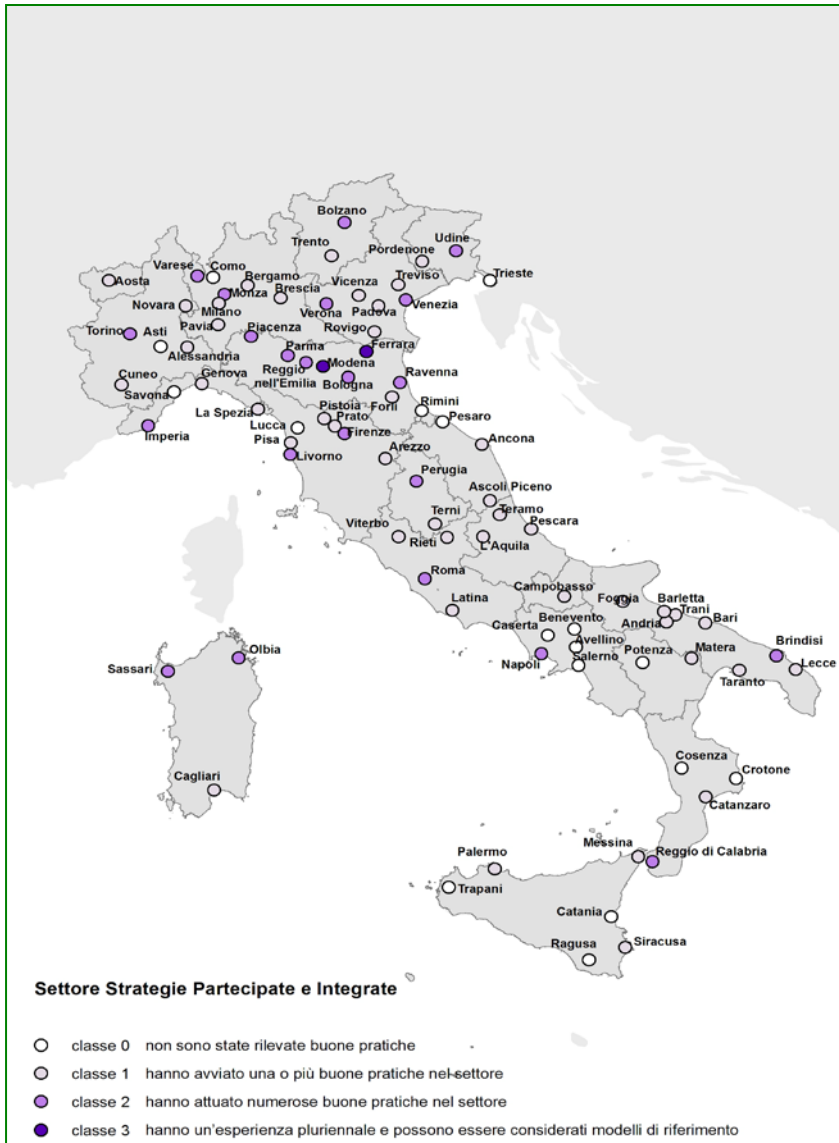 Bolzano
Udine
Trento
Pordenone
Varese
Como
Treviso
Trieste
Bergamo
Aosta
Vicenza
Brescia
Monza
Venezia
Novara
Milano
Verona
Padova
Torino
Asti
Pavia
Piacenza
Rovigo
Parma
Ferrara
Alessandria
Modena
Cuneo
Genova
Reggio
nell'Emilia
Bologna
Ravenna
Savona
Forlì
Rimini
La Spezia
Pistoia
Prato
Pesaro
Imperia
Lucca
Firenze
Pisa
Arezzo
Ancona
Livorno
Perugia
Ascoli Piceno
Terni
Teramo
Viterbo
Pescara
Rieti
L'Aquila
Roma
Campobasso
Foggia
Barletta
Latina
Trani
Benevento
Andria
Bari
Caserta
Avellino
Brindisi
Potenza
Matera
Olbia
Napoli
Salerno
Lecce
Sassari
Taranto
Cosenza
Crotone
Cagliari
Catanzaro
Messina
Palermo
Reggio di Calabria
Trapani
Catania
Ragusa
Siracusa
Settore Strategie Partecipate e Integrate
classe 0 non sono state rilevate buone pratiche
classe 1 hanno avviato una o più buone pratiche nel settore
classe 2 hanno attuato numerose buone pratiche nel settore
classe 3 hanno un'esperienza pluriennale e possono essere considerati modelli di riferimento